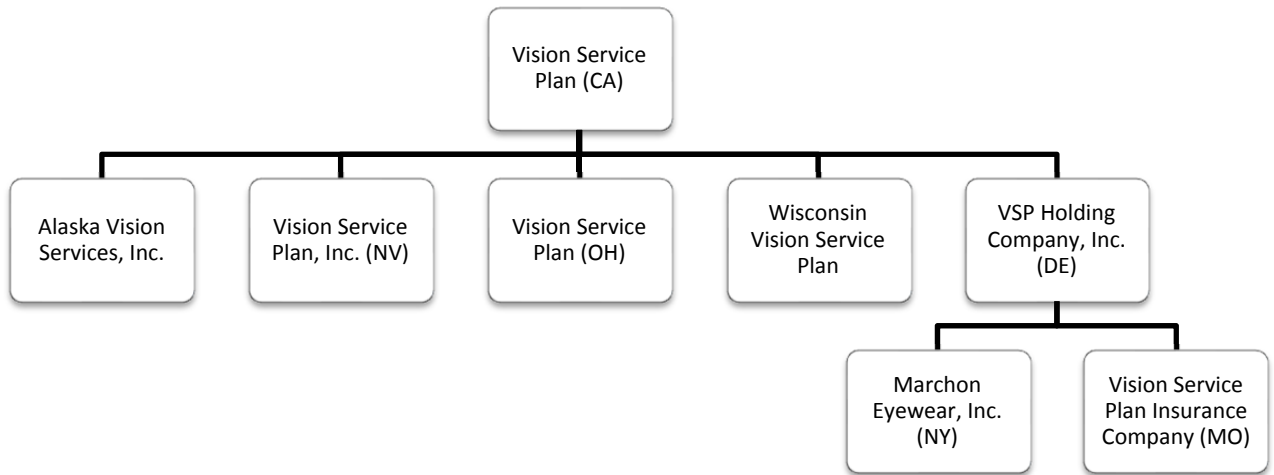 Vision Service
Plan (CA)
Alaska Vision
Services, Inc.
Vision Service
Plan, Inc. (NV)
Vision Service
Plan (OH)
Wisconsin
Vision Service
Plan
VSP Holding
Company, Inc.
(DE)
Marchon
Eyewear, Inc.
(NY)
Vision Service
Plan Insurance
Company (MO)